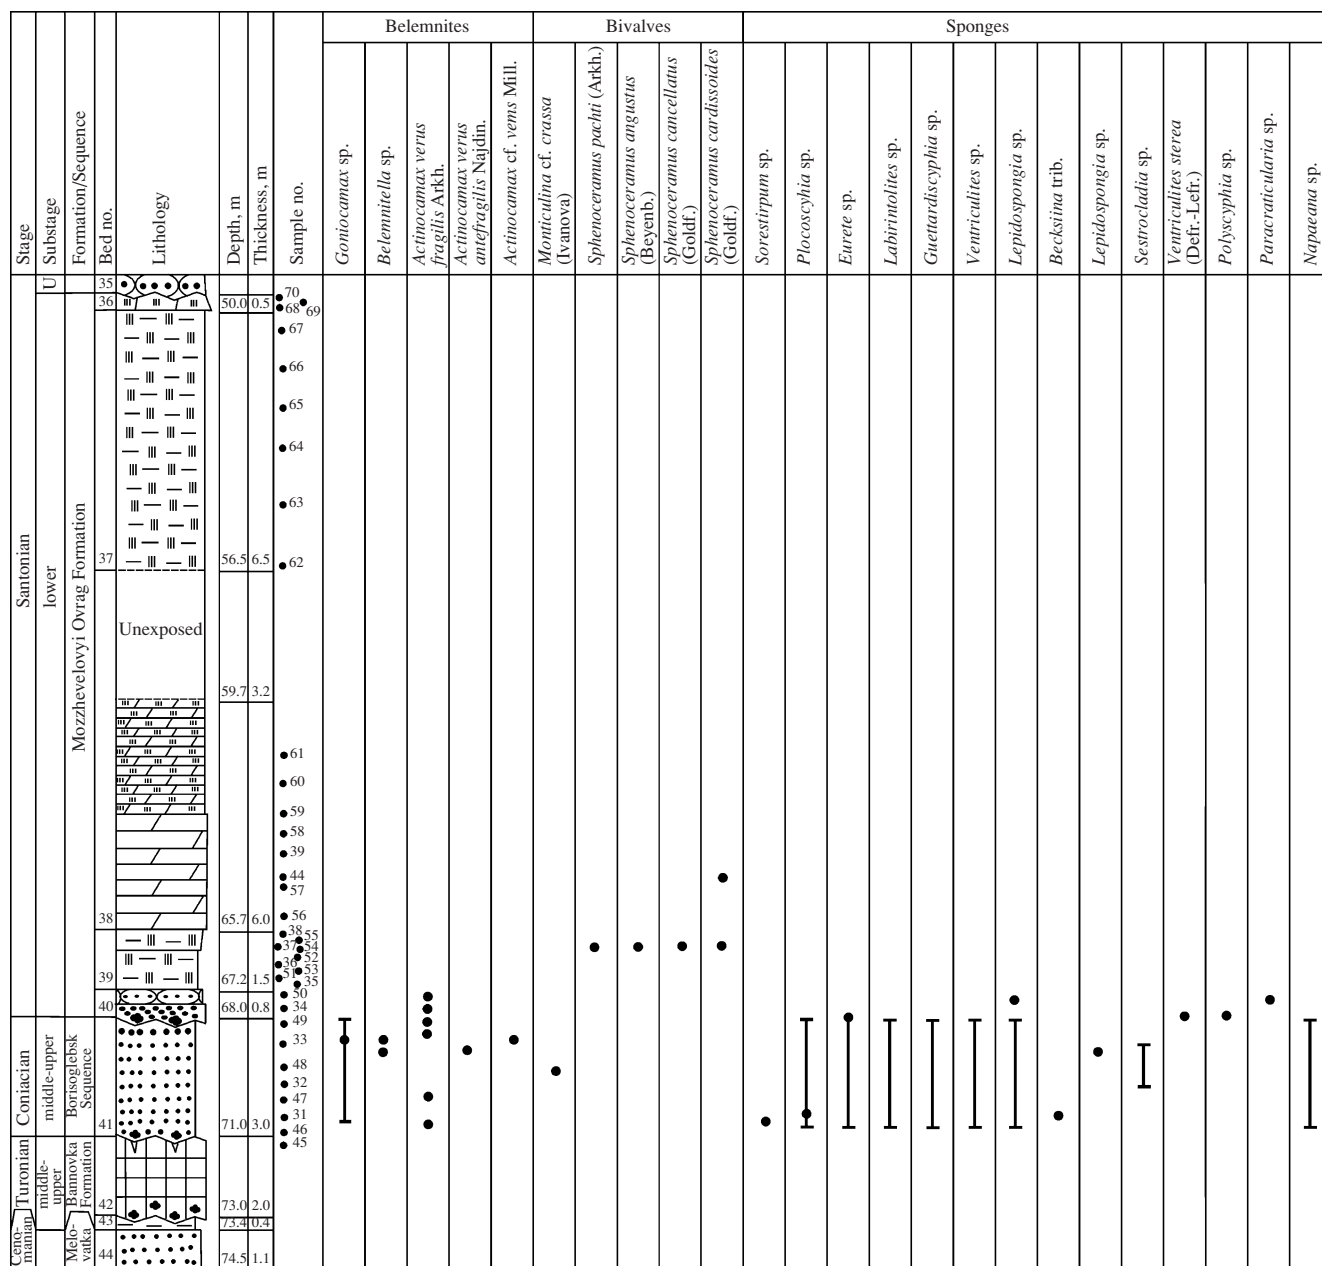 Belemnites
Bivalves
Sponges
Stage
Substage
Formation/Sequence
Bed no.
Lithology
Depth, m
Thickness, m
Sample no.
Goniocamax sp.
Belemnitella sp.
Actinocamax verus
fragilis Arkh.
Actinocamax verus
antefragilis Najdin.
Actinocamax cf. vems Mill.
Monticulina cf. crassa
(Ivanova)
Sphenoceramus pachti (Arkh.)
Sphenoceramus angustus
(Beyenb.)
Sphenoceramus cancellatus
(Goldf.)
Sphenoceramus cardissoides
(Goldf.)
Sorestirpum sp.
Plocoscyhia sp.
Eurete sp.
Labirintolites sp.
Guettardiscyphia sp.
Ventriculites sp.
Lepidospongia sp.
Becksiina trib.
Lepidospongia sp.
Sestrocladia sp.
Ventriculites sterea
(Defr.-Lefr.)
Polyscyphia sp.
Paracraticularia sp.
Napaeana sp.
Santonian
U
lower
Mozzhevelovyi Ovrag Formation
35
36
50.0 0.5
70
68
69
67
66
65
64
63
37
56.5 6.5
62
Unexposed
59.7 3.2
61
60
59
58
39
44
57
38
65.7 6.0
56
38
55
37
54
52
36
53
51
35
39
67.2 1.5
50
40
68.0 0.8
34
49
Coniacian
middle-upper
Borisoglebsk
Sequence
33
48
32
47
31
41
71.0 3.0
46
45
Turonian
middle-
upper
Bannovka
Formation
42
73.0 2.0
43
73.4 0.4
Ceno-
manian
Melo-
vatka
44
74.5 1.1